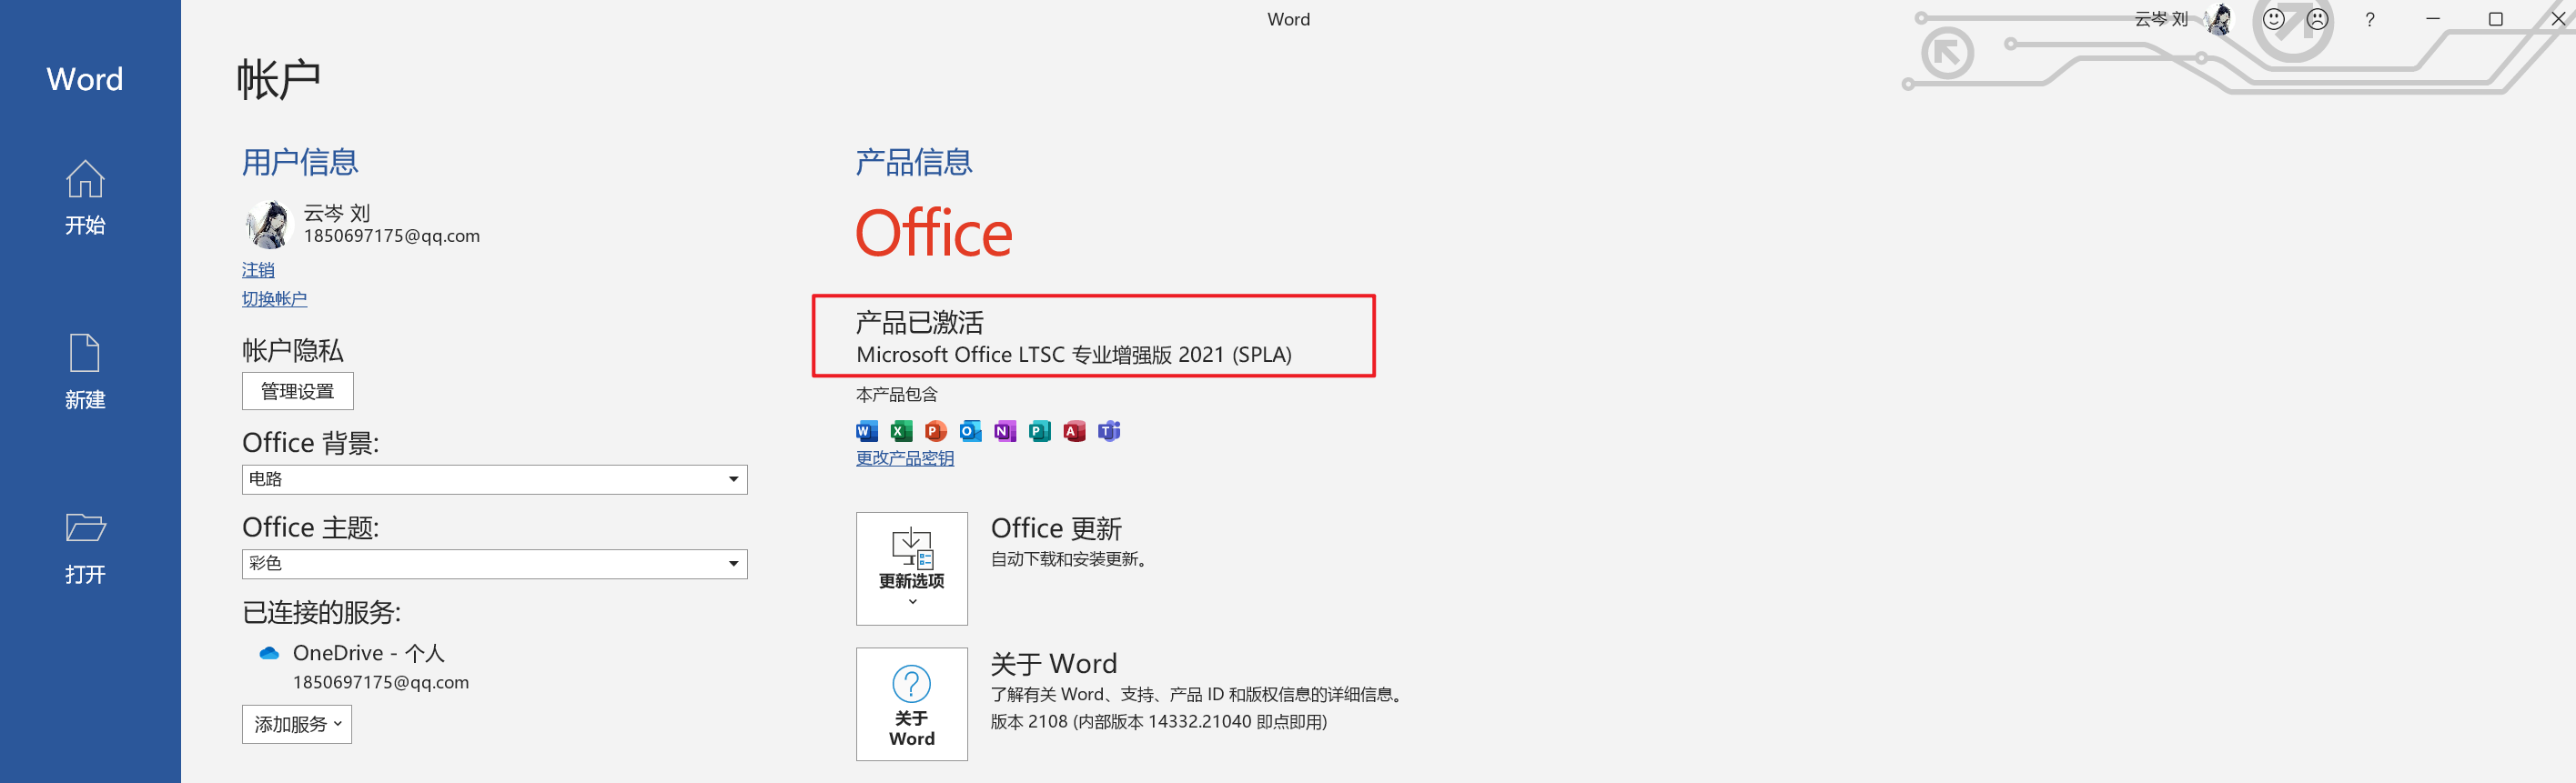 Word
云岑 刘
?
Word
开始
新建
打开
帐户
用户信息
云岑 刘
1850697175@qq.com
注销
切换帐户
帐户隐私
管理设置
Office 背景:
电路
Office 主题:
彩色
已连接的服务:
OneDrive - 个人
1850697175@qq.com
添加服务
产品信息
Office
产品已激活
Microsoft Office LTSC 专业增强版 2021 (SPLA)
本产品包含
W X P O N P A T
更改产品密钥
更新选项
Office 更新
自动下载和安装更新。
?
关于
Word
关于 Word
了解有关 Word、支持、产品 ID 和版权信息的详细信息。
版本 2108 (内部版本 14332.21040 即点即用)